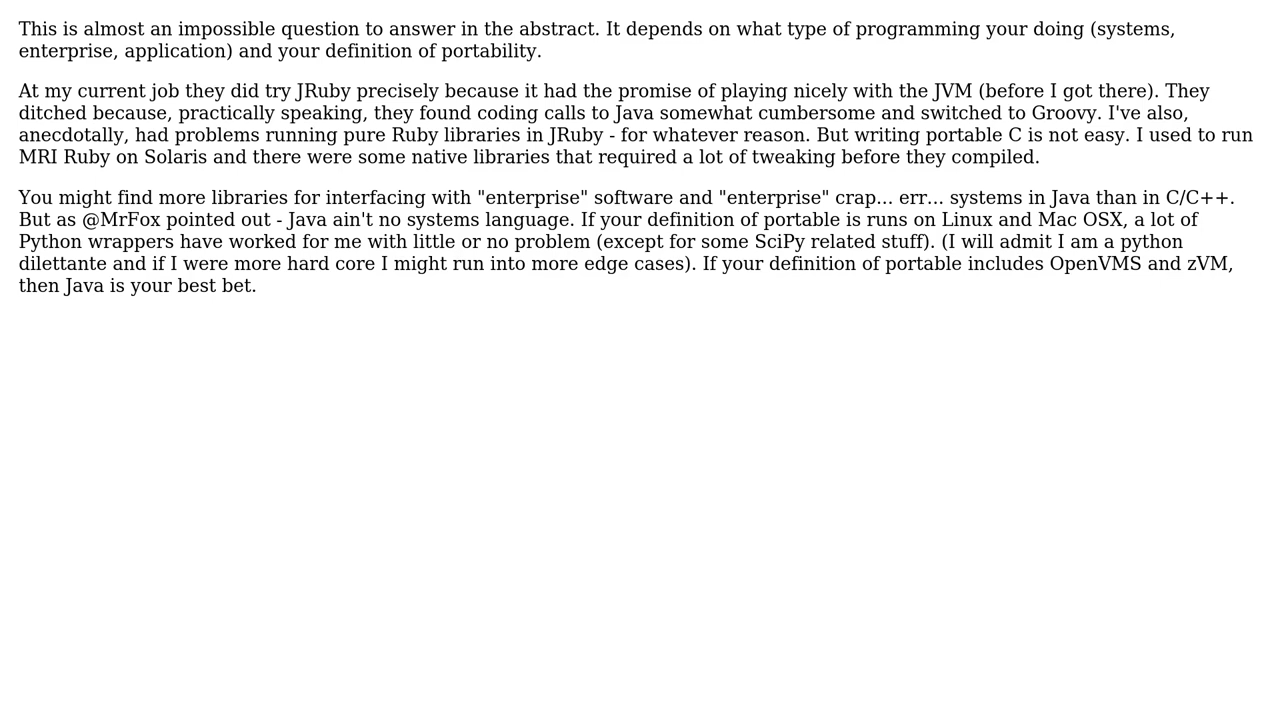 This is almost an impossible question to answer in the abstract. It depends on what type of programming your doing (systems,
enterprise, application) and your definition of portability.
At my current job they did try JRuby precisely because it had the promise of playing nicely with the JVM (before I got there). They
ditched because, practically speaking, they found coding calls to Java somewhat cumbersome and switched to Groovy. I've also,
anecdotally, had problems running pure Ruby libraries in JRuby - for whatever reason. But writing portable C is not easy. I used to run
MRI Ruby on Solaris and there were some native libraries that required a lot of tweaking before they compiled.
You might find more libraries for interfacing with "enterprise" software and "enterprise" crap... err... systems in Java than in C/C++.
But as @MrFox pointed out - Java ain't no systems language. If your definition of portable is runs on Linux and Mac OSX, a lot of
Python wrappers have worked for me with little or no problem (except for some SciPy related stuff). (I will admit I am a python
dilettante and if I were more hard core I might run into more edge cases). If your definition of portable includes OpenVMS and zVM,
then Java is your best bet.